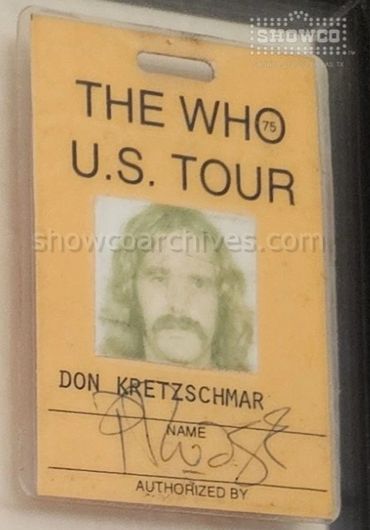 SHOWCO
THE WHO
75
U.S. TOUR
showcoarchives.com
DON KRETZSCHMAR
NAME
AUTHORIZED BY